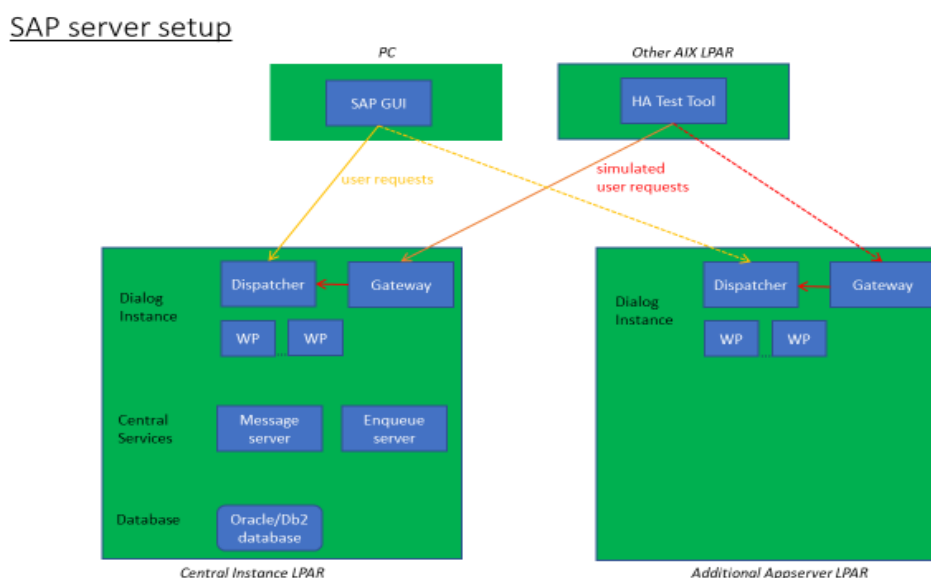 SAP server setup
PC
Other AIX LPAR
SAP GUI
HA Test Tool
user requests
simulated
user requests
Dialog
Instance
Dispatcher
Gateway
WP
WP
Dialog
Instance
Dispatcher
Gateway
WP
WP
Central
Services
Message
server
Enqueue
server
Database
Oracle/Db2
database
Central Instance LPAR
Additional Appserver LPAR